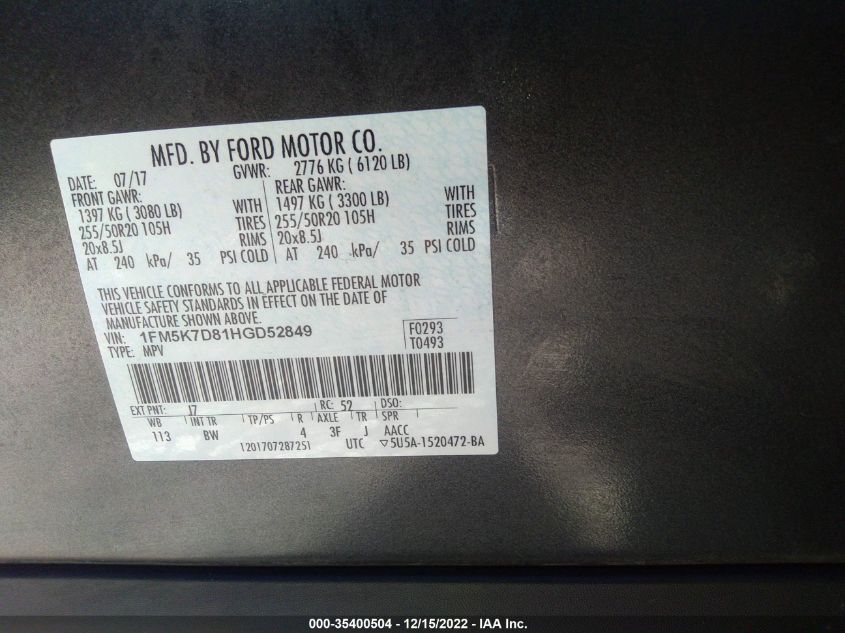 MFD. BY FORD MOTOR CO.
DATE: 07/17 GVWR: 2776 KG ( 6120 LB)
FRONT GAWR: REAR GAWR:
1397 KG ( 3080 LB) WITH 1497 KG ( 3300 LB) WITH
255/50R20 105H TIRES 255/50R20 105H TIRES
20x8.5J RIMS 20x8.5J RIMS
AT 240 kPa/ 35 PSI COLD AT 240 kPa/ 35 PSI COLD
THIS VEHICLE CONFORMS TO ALL APPLICABLE FEDERAL MOTOR
VEHICLE SAFETY STANDARDS IN EFFECT ON THE DATE OF
MANUFACTURE SHOWN ABOVE.
VIN: 1FM5K7D81HGD52849 F0293
TYPE: MPV T0493
EXT PNT: 17 RC: 52 DSO:
WB INT TR TP/PS R AXLE TR SPR
113 BW 4 3F J AACC
1201707287251 UTC ▽5U5A-1520472-BA
000-35400504 - 12/15/2022 - IAA Inc.